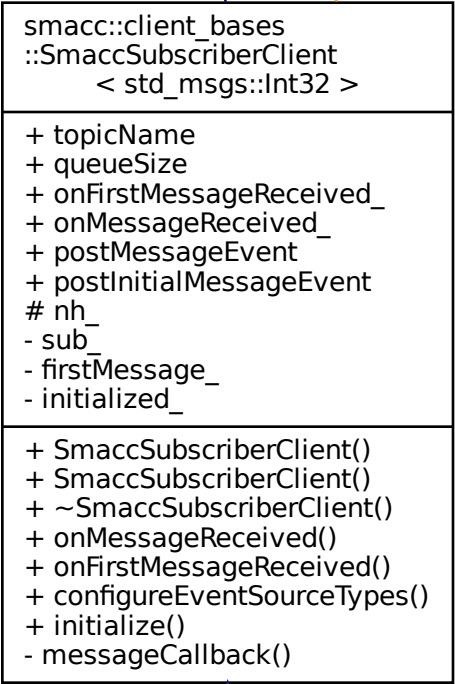 smacc::client_bases
::SmaccSubscriberClient
< std_msgs::Int32 >
+ topicName
+ queueSize
+ onFirstMessageReceived_
+ onMessageReceived_
+ postMessageEvent
+ postInitialMessageEvent
# nh_
- sub_
- firstMessage_
- initialized_
+ SmaccSubscriberClient()
+ SmaccSubscriberClient()
+ ~SmaccSubscriberClient()
+ onMessageReceived()
+ onFirstMessageReceived()
+ configureEventSourceTypes()
+ initialize()
- messageCallback()